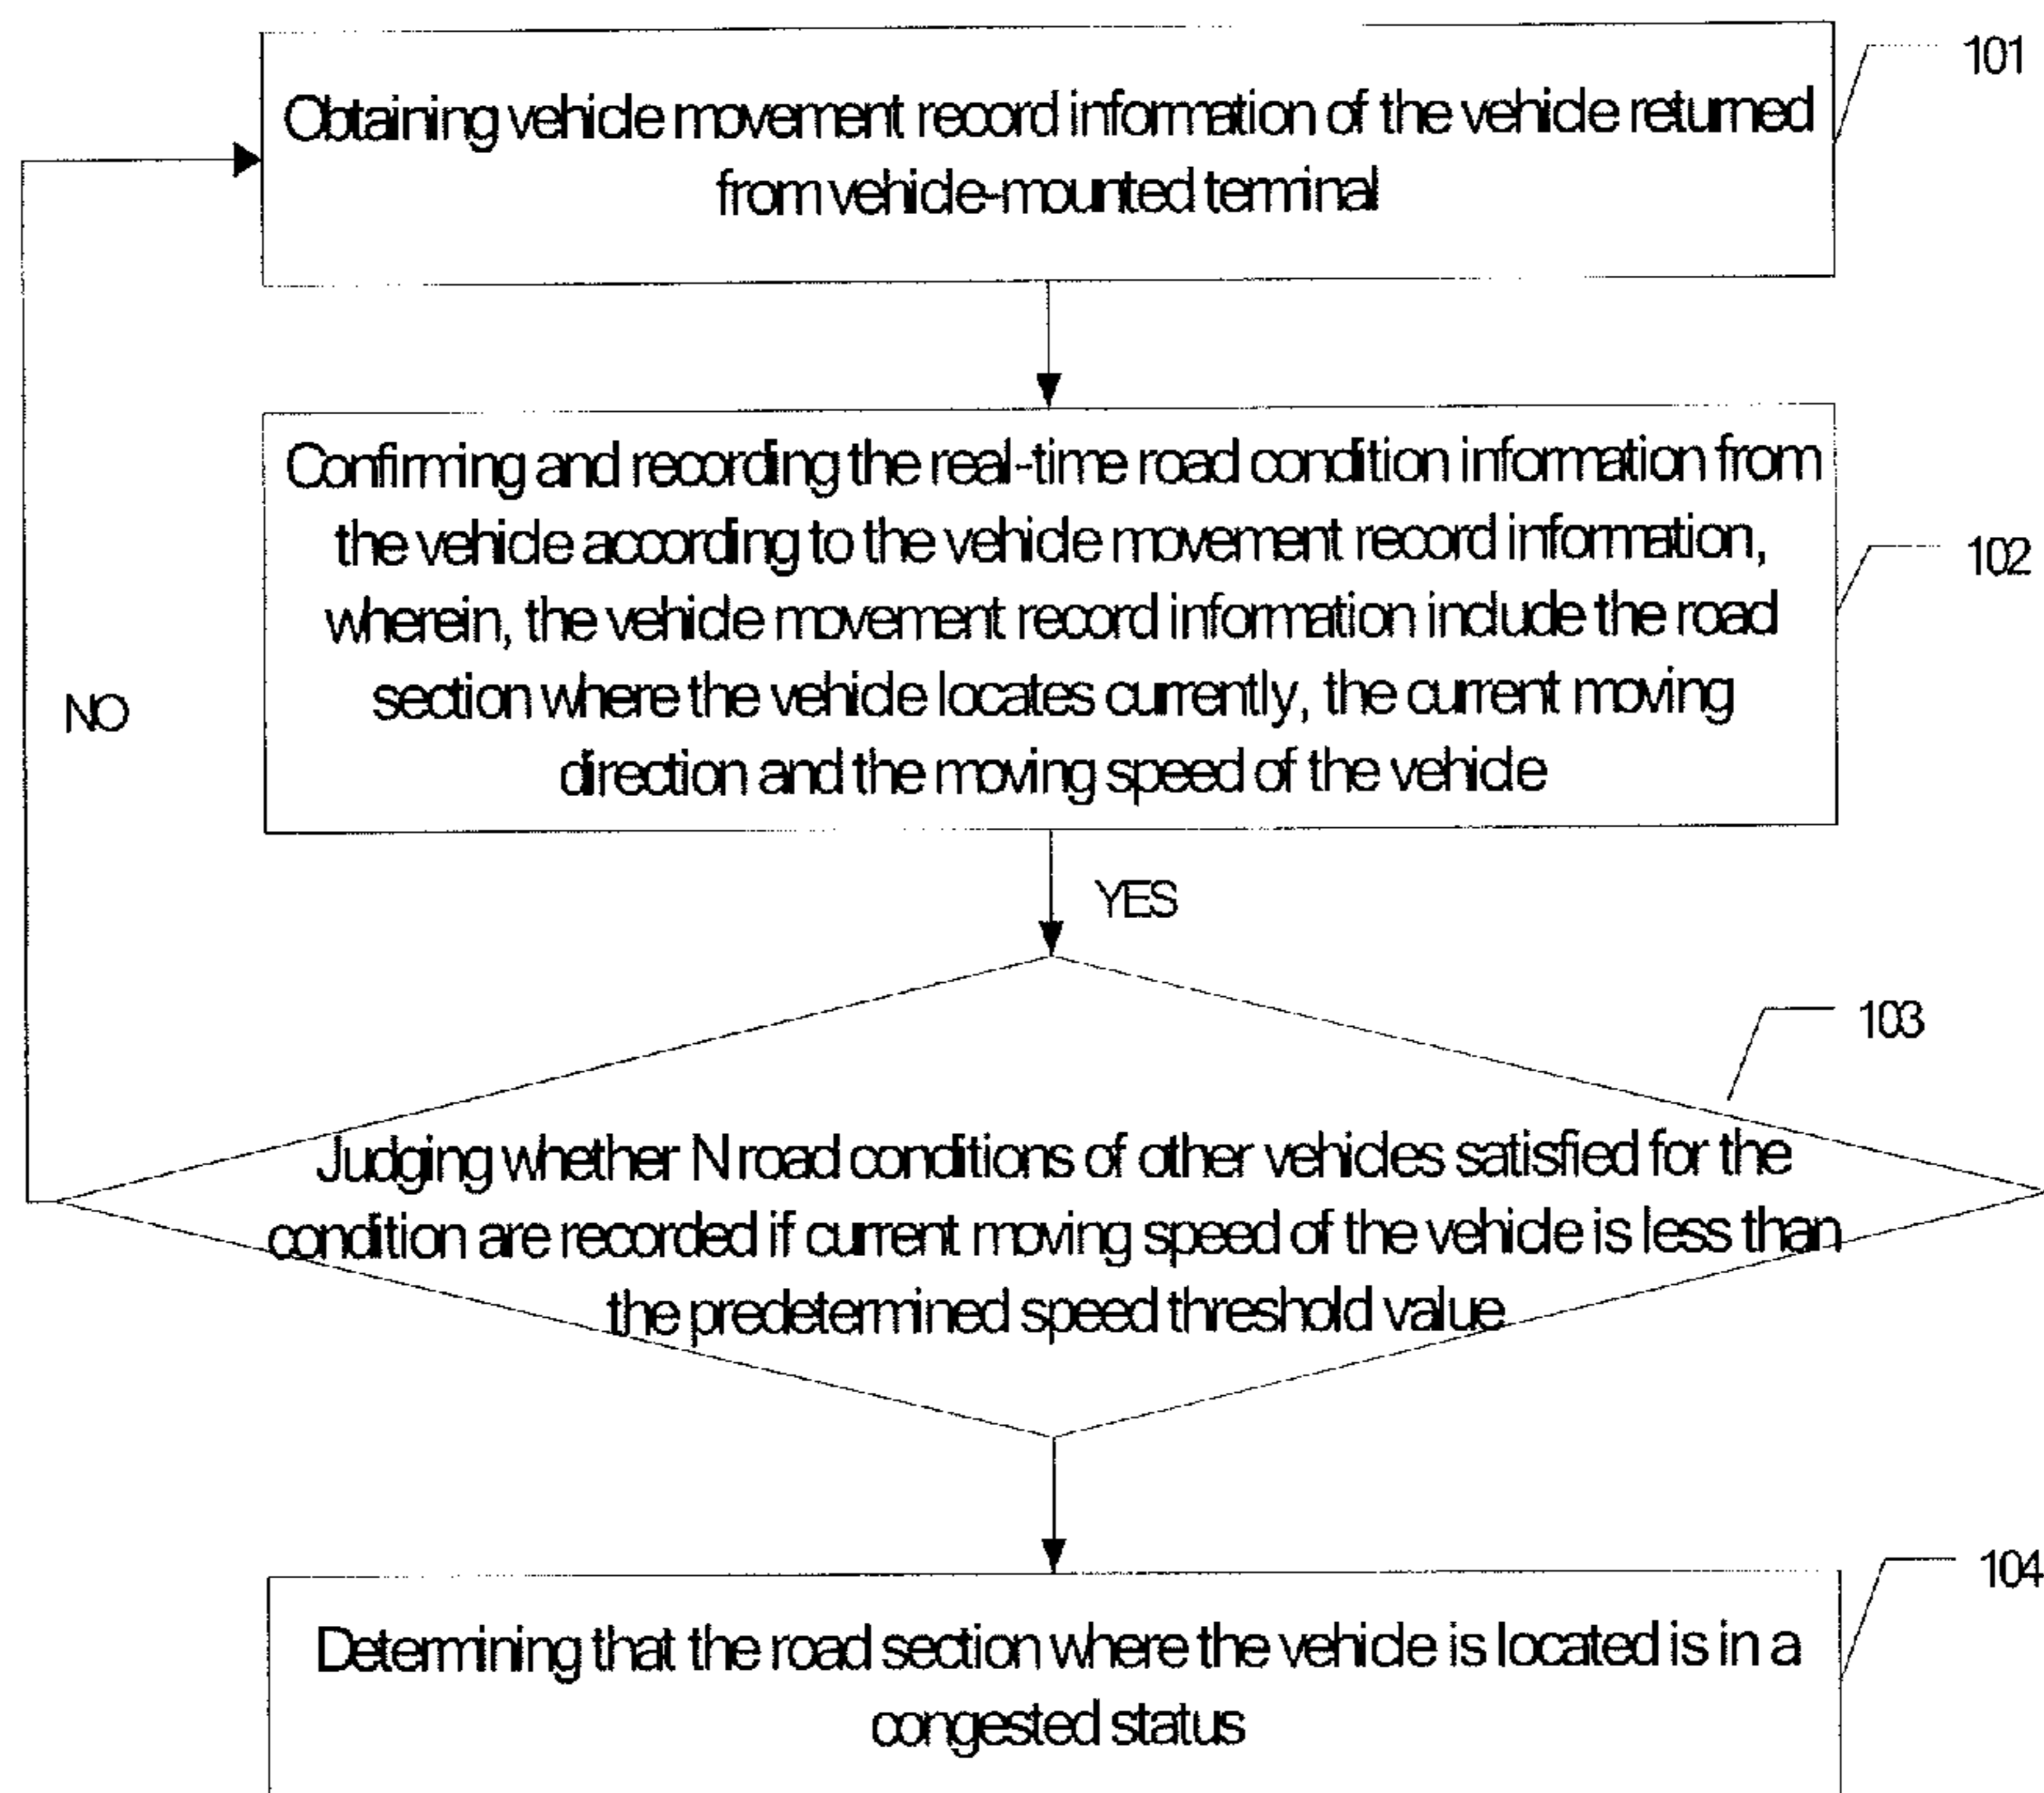 101
Obtaining vehicle movement record information of the vehicle returned
from vehicle-mounted terminal
Confirming and recording the real-time road condition information from
the vehicle according to the vehicle movement record information,
wherein, the vehicle movement record information include the road
section where the vehicle locates currently, the current moving
direction and the moving speed of the vehicle
102
NO
YES
103
Judging whether N road conditions of other vehicles satisfied for the
condition are recorded if current moving speed of the vehicle is less than
the predetermined speed threshold value
104
Determining that the road section where the vehicle is located is in a
congested status